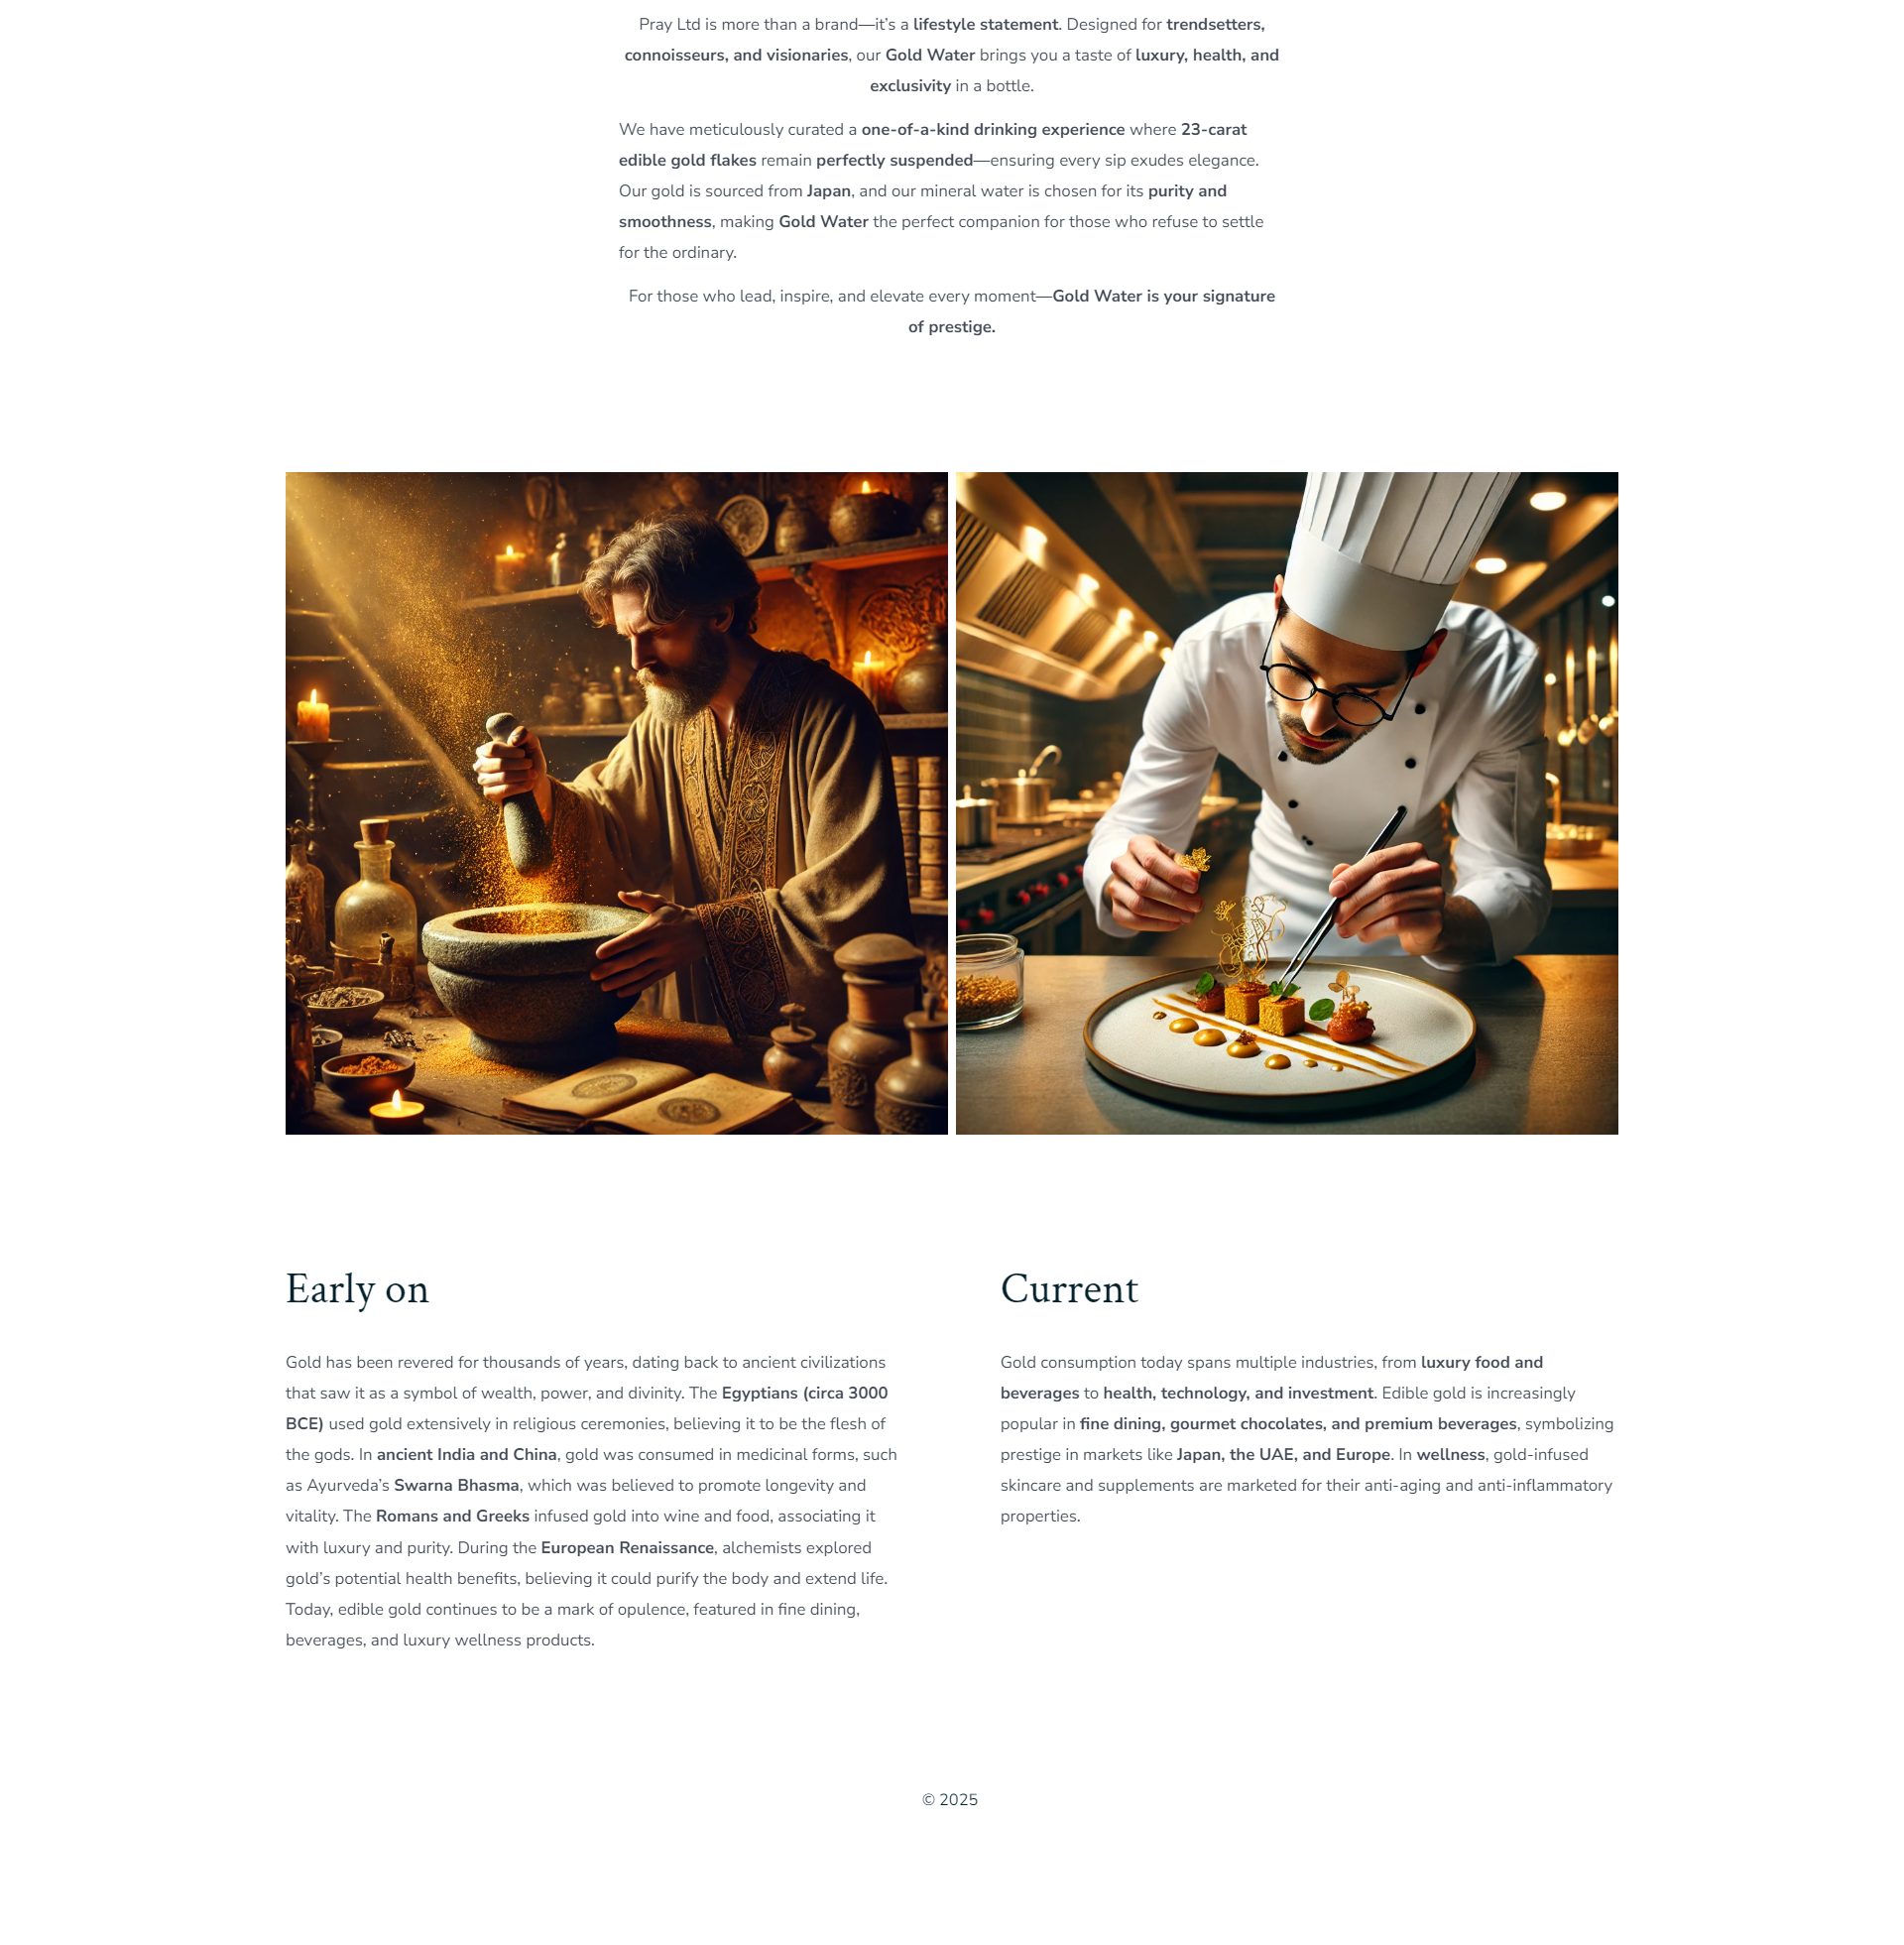 Pray Ltd is more than a brand—it’s a lifestyle statement. Designed for trendsetters,
connoisseurs, and visionaries, our Gold Water brings you a taste of luxury, health, and
exclusivity in a bottle.
We have meticulously curated a one-of-a-kind drinking experience where 23-carat
edible gold flakes remain perfectly suspended—ensuring every sip exudes elegance.
Our gold is sourced from Japan, and our mineral water is chosen for its purity and
smoothness, making Gold Water the perfect companion for those who refuse to settle
for the ordinary.
For those who lead, inspire, and elevate every moment—Gold Water is your signature
of prestige.
Early on
Gold has been revered for thousands of years, dating back to ancient civilizations
that saw it as a symbol of wealth, power, and divinity. The Egyptians (circa 3000
BCE) used gold extensively in religious ceremonies, believing it to be the flesh of
the gods. In ancient India and China, gold was consumed in medicinal forms, such
as Ayurveda’s Swarna Bhasma, which was believed to promote longevity and
vitality. The Romans and Greeks infused gold into wine and food, associating it
with luxury and purity. During the European Renaissance, alchemists explored
gold’s potential health benefits, believing it could purify the body and extend life.
Today, edible gold continues to be a mark of opulence, featured in fine dining,
beverages, and luxury wellness products.
Current
Gold consumption today spans multiple industries, from luxury food and
beverages to health, technology, and investment. Edible gold is increasingly
popular in fine dining, gourmet chocolates, and premium beverages, symbolizing
prestige in markets like Japan, the UAE, and Europe. In wellness, gold-infused
skincare and supplements are marketed for their anti-aging and anti-inflammatory
properties.
© 2025